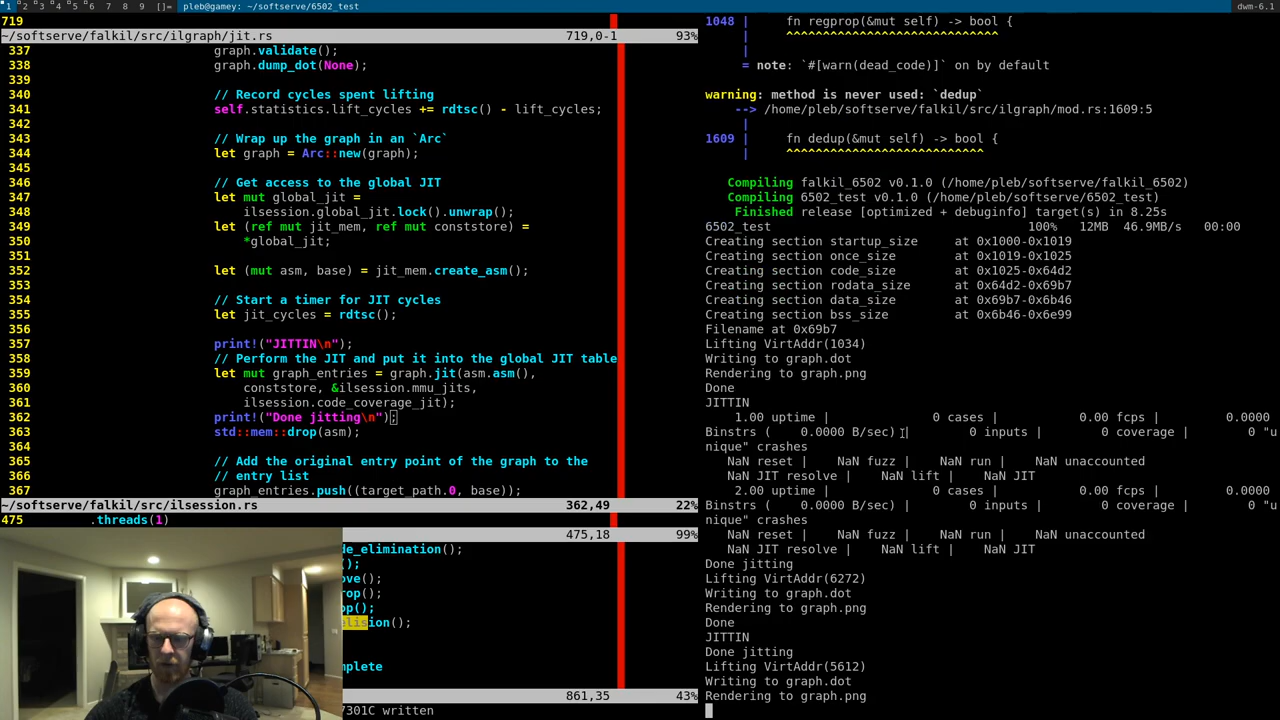 1 2 3 4 5 6 7 8 9 []= pleb@gamey: ~/softserve/6502_test dwm-6.1
719
~/softserve/falkil/src/ilgraph/jit.rs 719,0-1 93%
337 graph.validate();
338 graph.dump_dot(None);
339
340 // Record cycles spent lifting
341 self.statistics.lift_cycles += rdtsc() - lift_cycles;
342
343 // Wrap up the graph in an `Arc`
344 let graph = Arc::new(graph);
345
346 // Get access to the global JIT
347 let mut global_jit =
348 ilsession.global_jit.lock().unwrap();
349 let (ref mut jit_mem, ref mut conststore) =
350 *global_jit;
351
352 let (mut asm, base) = jit_mem.create_asm();
353
354 // Start a timer for JIT cycles
355 let jit_cycles = rdtsc();
356
357 print!("JITTIN\n");
358 // Perform the JIT and put it into the global JIT table
359 let mut graph_entries = graph.jit(asm.asm(),
360 conststore, &ilsession.mmu_jits,
361 ilsession.code_coverage_jit);
362 print!("Done jitting\n");
363 std::mem::drop(asm);
364
365 // Add the original entry point of the graph to the
366 // entry list
367 graph_entries.push((target_path.0, base));
~/softserve/falkil/src/ilsession.rs 362,49 22%
475 .threads(1)
475,18 99%
de_elimination();
();
ove();
rop();
op();
elision();
mplete
861,35 43%
7301C written
1048 | fn regprop(&mut self) -> bool {
| ^^^^^^^^^^^^^^^^^^^^^^^^^^^^^
|
= note: `#[warn(dead_code)]` on by default
warning: method is never used: `dedup`
--> /home/pleb/softserve/falkil/src/ilgraph/mod.rs:1609:5
|
1609 | fn dedup(&mut self) -> bool {
| ^^^^^^^^^^^^^^^^^^^^^^^^^^^
Compiling falkil_6502 v0.1.0 (/home/pleb/softserve/falkil_6502)
Compiling 6502_test v0.1.0 (/home/pleb/softserve/6502_test)
Finished release [optimized + debuginfo] target(s) in 8.25s
6502_test 100% 12MB 46.9MB/s 00:00
Creating section startup_size at 0x1000-0x1019
Creating section once_size at 0x1019-0x1025
Creating section code_size at 0x1025-0x64d2
Creating section rodata_size at 0x64d2-0x69b7
Creating section data_size at 0x69b7-0x6b46
Creating section bss_size at 0x6b46-0x6e99
Filename at 0x69b7
Lifting VirtAddr(1034)
Writing to graph.dot
Rendering to graph.png
Done
JITTIN
1.00 uptime | 0 cases | 0.00 fcps | 0.0000
Binstrs ( 0.0000 B/sec) | 0 inputs | 0 coverage | 0 "u
nique" crashes
NaN reset | NaN fuzz | NaN run | NaN unaccounted
NaN JIT resolve | NaN lift | NaN JIT
2.00 uptime | 0 cases | 0.00 fcps | 0.0000
Binstrs ( 0.0000 B/sec) | 0 inputs | 0 coverage | 0 "u
nique" crashes
NaN reset | NaN fuzz | NaN run | NaN unaccounted
NaN JIT resolve | NaN lift | NaN JIT
Done jitting
Lifting VirtAddr(6272)
Writing to graph.dot
Rendering to graph.png
Done
JITTIN
Done jitting
Lifting VirtAddr(5612)
Writing to graph.dot
Rendering to graph.png